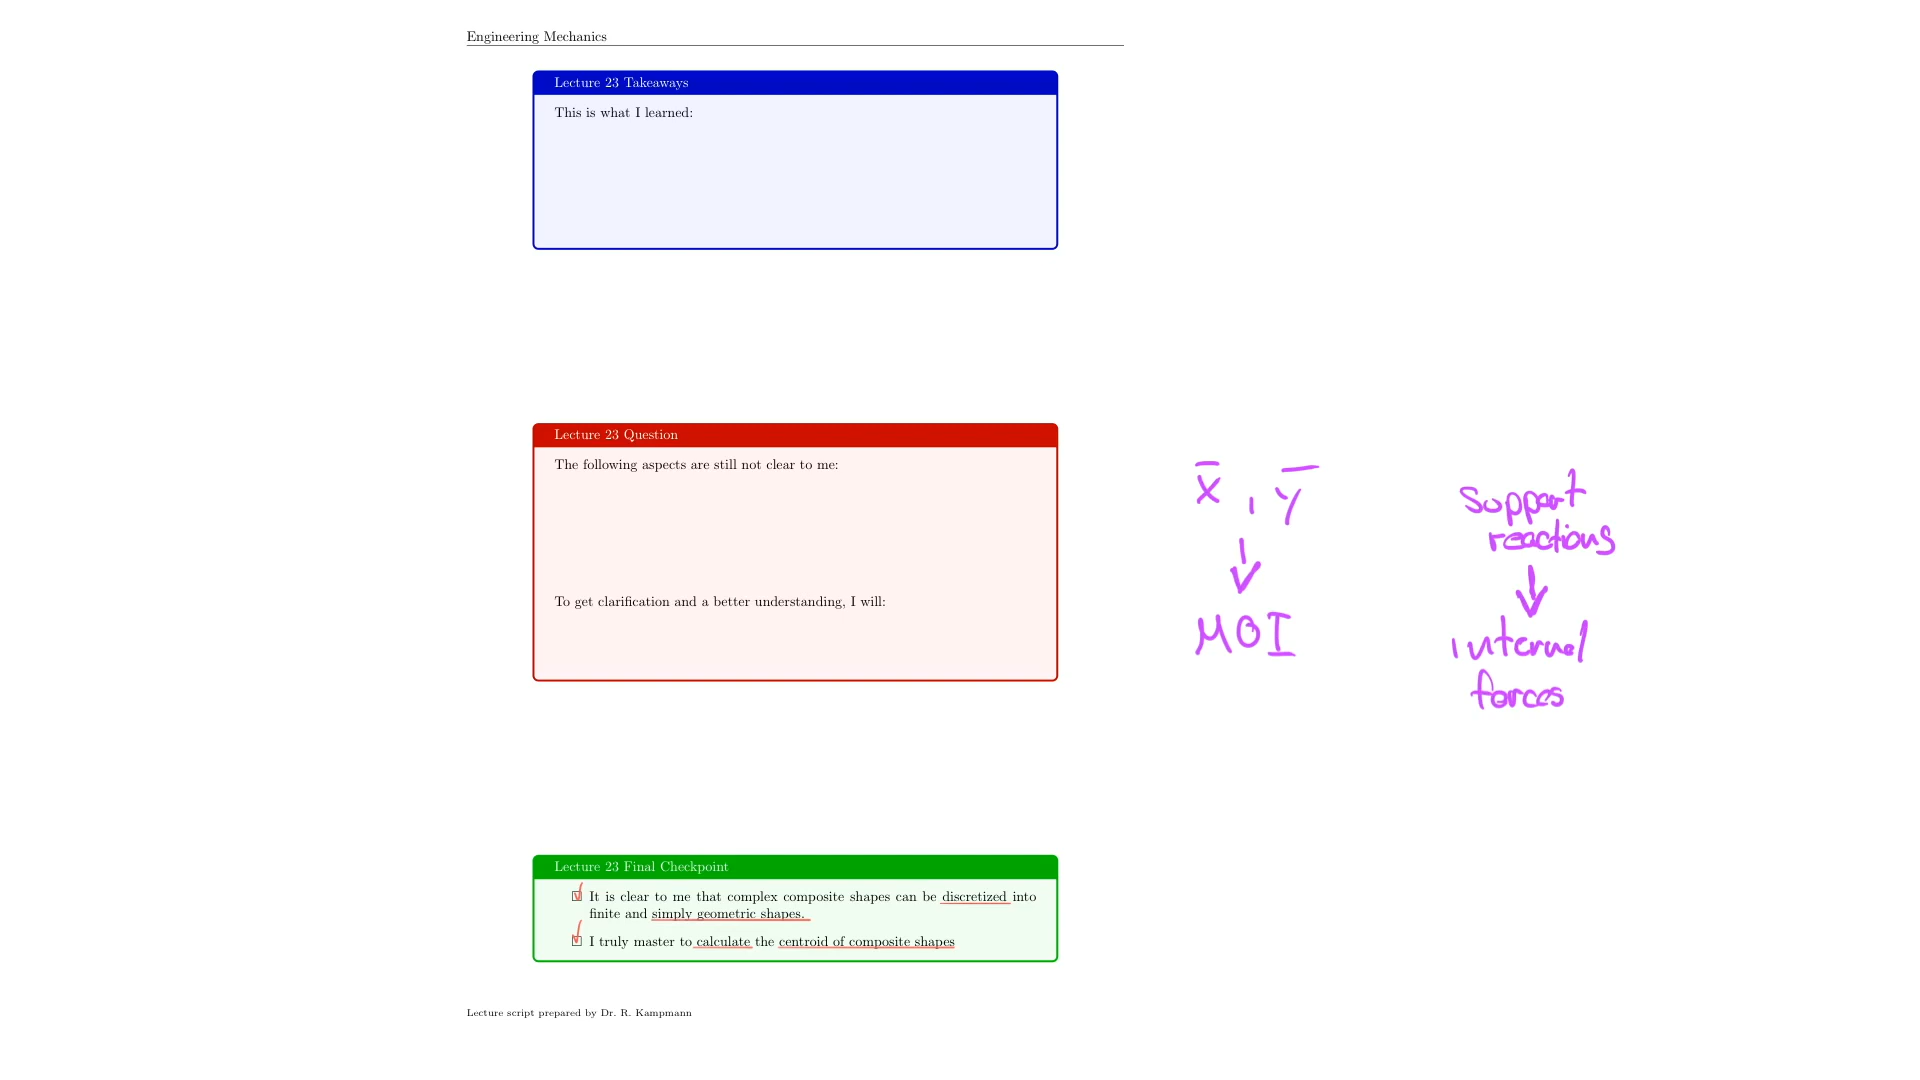 Engineering Mechanics
Lecture 23 Takeaways
This is what I learned:
Lecture 23 Question
The following aspects are still not clear to me:
To get clarification and a better understanding, I will:
x̅ , y̅
↓
MOI
support
reactions
↓
internal
forces
Lecture 23 Final Checkpoint
☑ It is clear to me that complex composite shapes can be discretized into
finite and simply geometric shapes.
☑ I truly master to calculate the centroid of composite shapes
Lecture script prepared by Dr. R. Kampmann